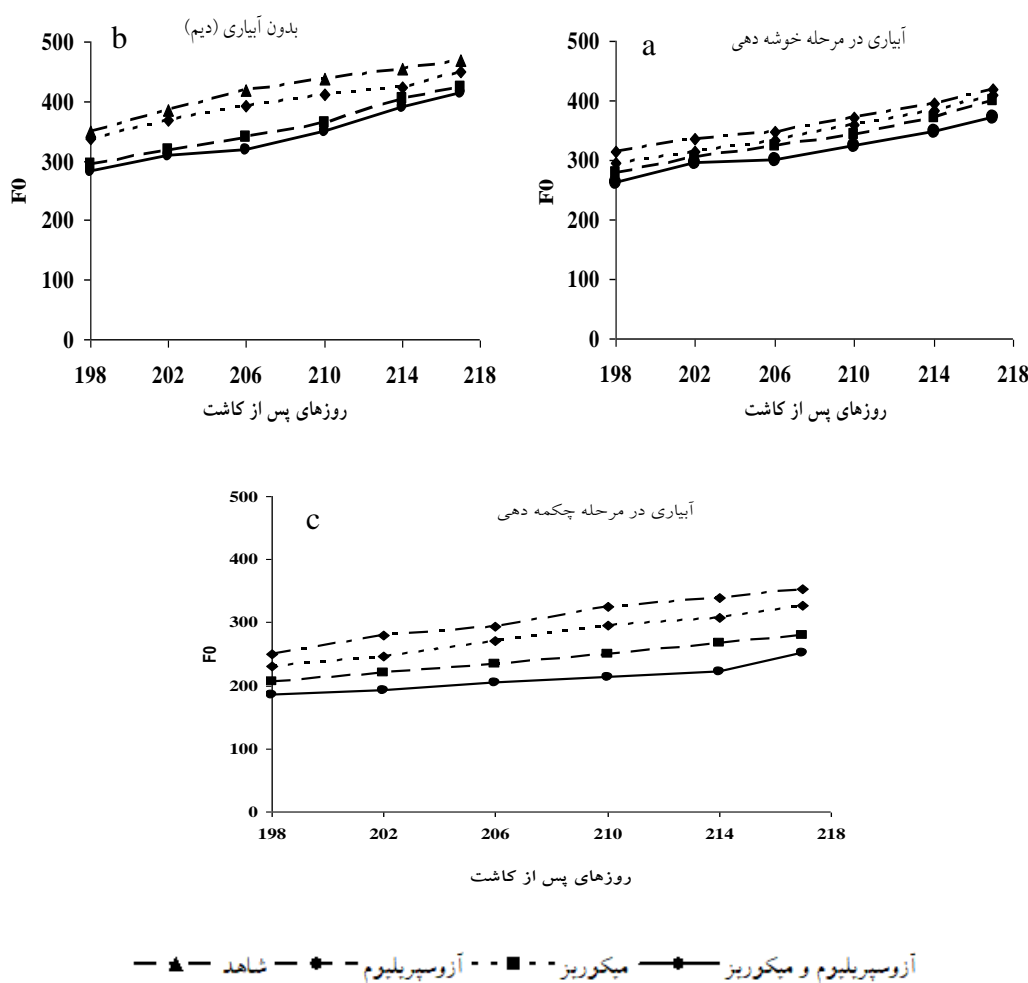 b
بدون آبیاری (دیم)
500
400
300
200
100
0
F0
198 202 206 210 214 218
روزهای پس از کاشت
a
آبیاری در مرحله خوشه دهی
500
400
300
200
100
0
F0
198 202 206 210 214 218
روزهای پس از کاشت
c
آبیاری در مرحله چکمه دهی
500
400
300
200
100
0
F0
198 202 206 210 214 218
روزهای پس از کاشت
شاهد آزوسپریلیوم میکوریز آزوسپریلیوم و میکوریز